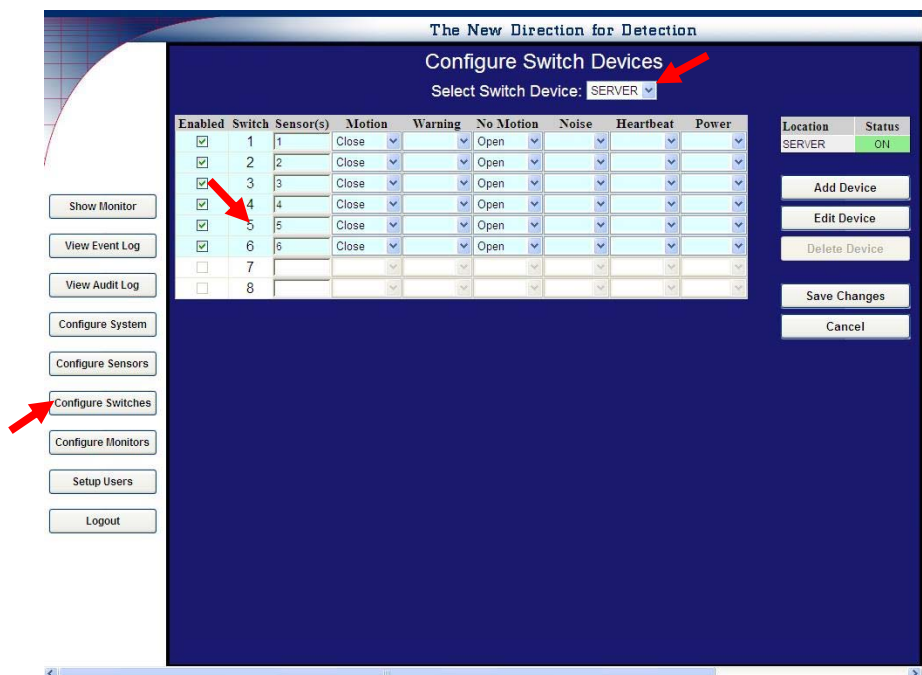 The New Direction for Detection
Configure Switch Devices
Select Switch Device: SERVER
Enabled Switch Sensor(s) Motion Warning No Motion Noise Heartbeat Power
1 1 Close Open
2 2 Close Open
3 3 Close Open
4 4 Close Open
5 5 Close Open
6 6 Close Open
7
8
Location Status
SERVER ON
Add Device
Edit Device
Delete Device
Save Changes
Cancel
Show Monitor
View Event Log
View Audit Log
Configure System
Configure Sensors
Configure Switches
Configure Monitors
Setup Users
Logout